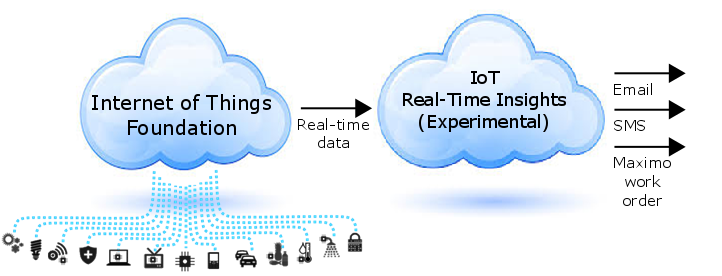 Internet of Things
Foundation
Real-time
data
IoT
Real-Time Insights
(Experimental)
Email
SMS
Maximo
work
order